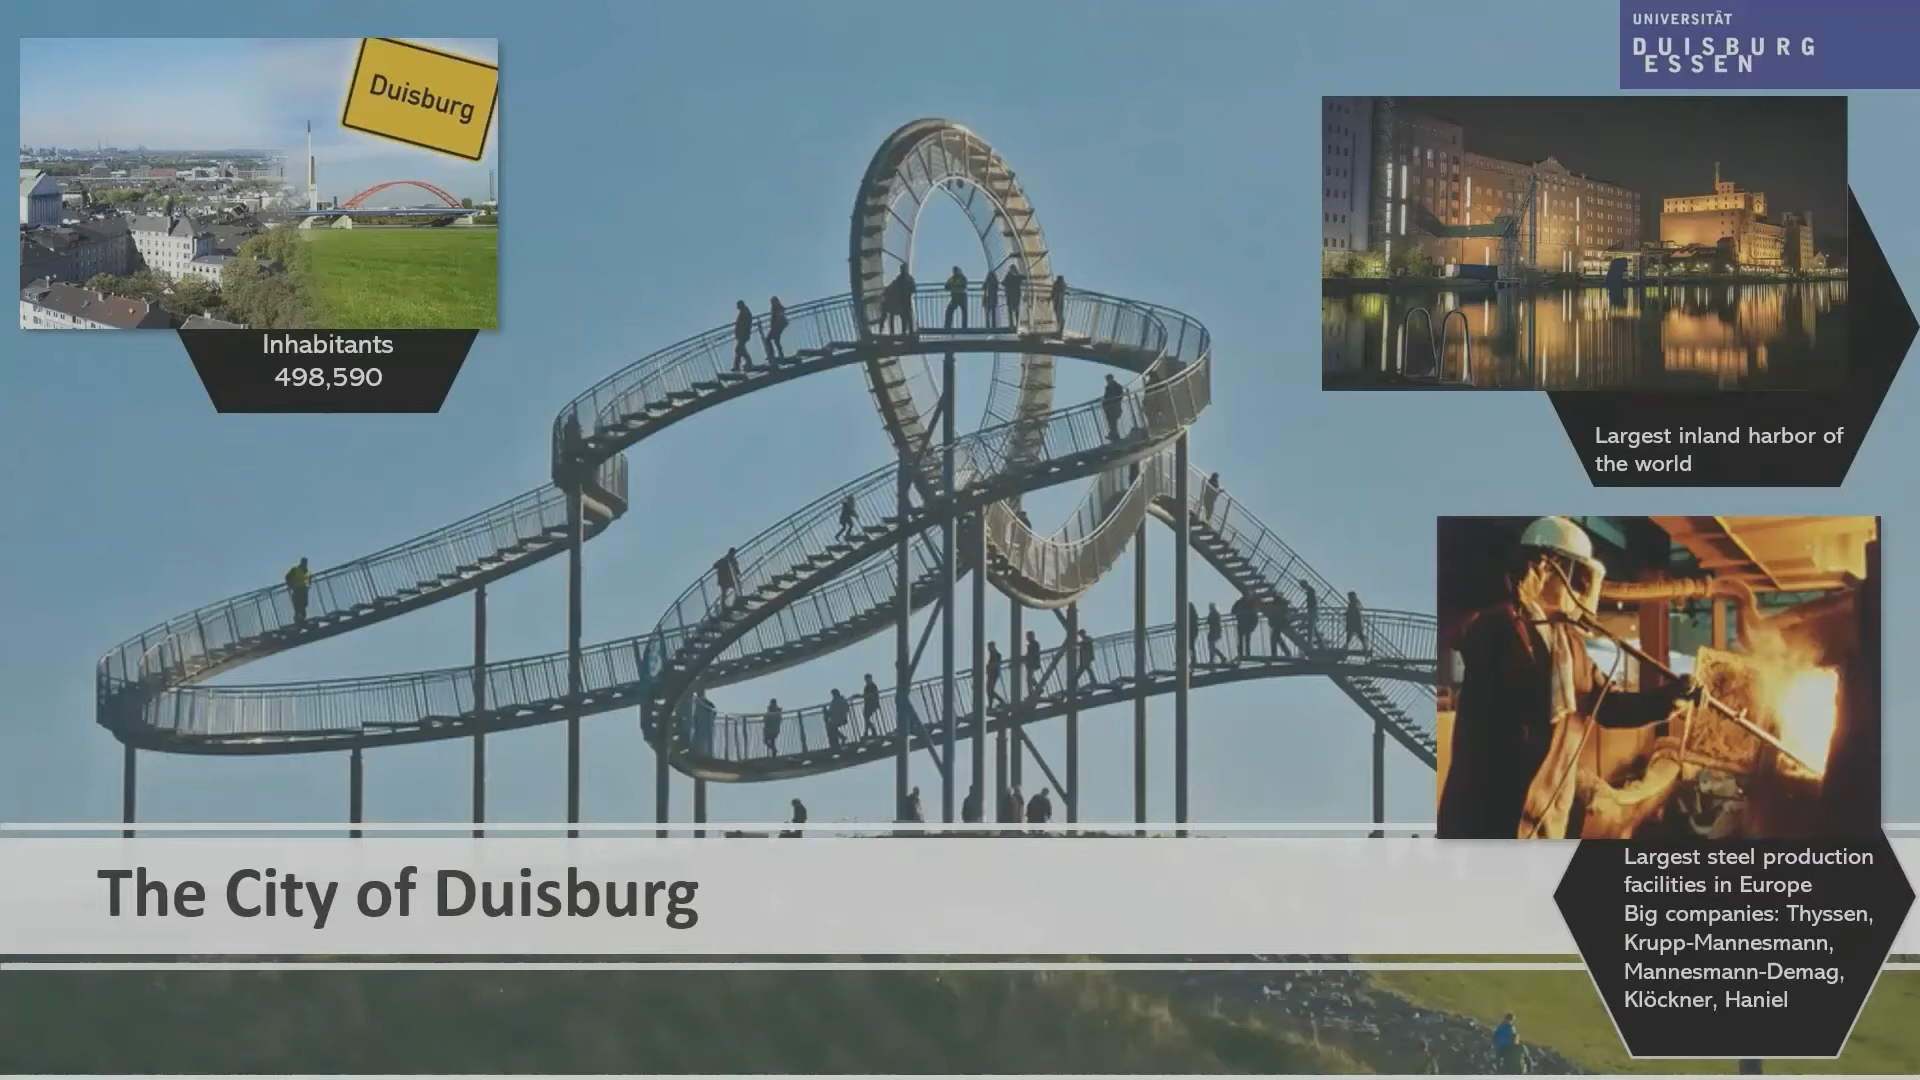 UNIVERSITÄT
DUISBURG
ESSEN
Duisburg
Inhabitants
498,590
Largest inland harbor of
the world
The City of Duisburg
Largest steel production
facilities in Europe
Big companies: Thyssen,
Krupp-Mannesmann,
Mannesmann-Demag,
Klöckner, Haniel